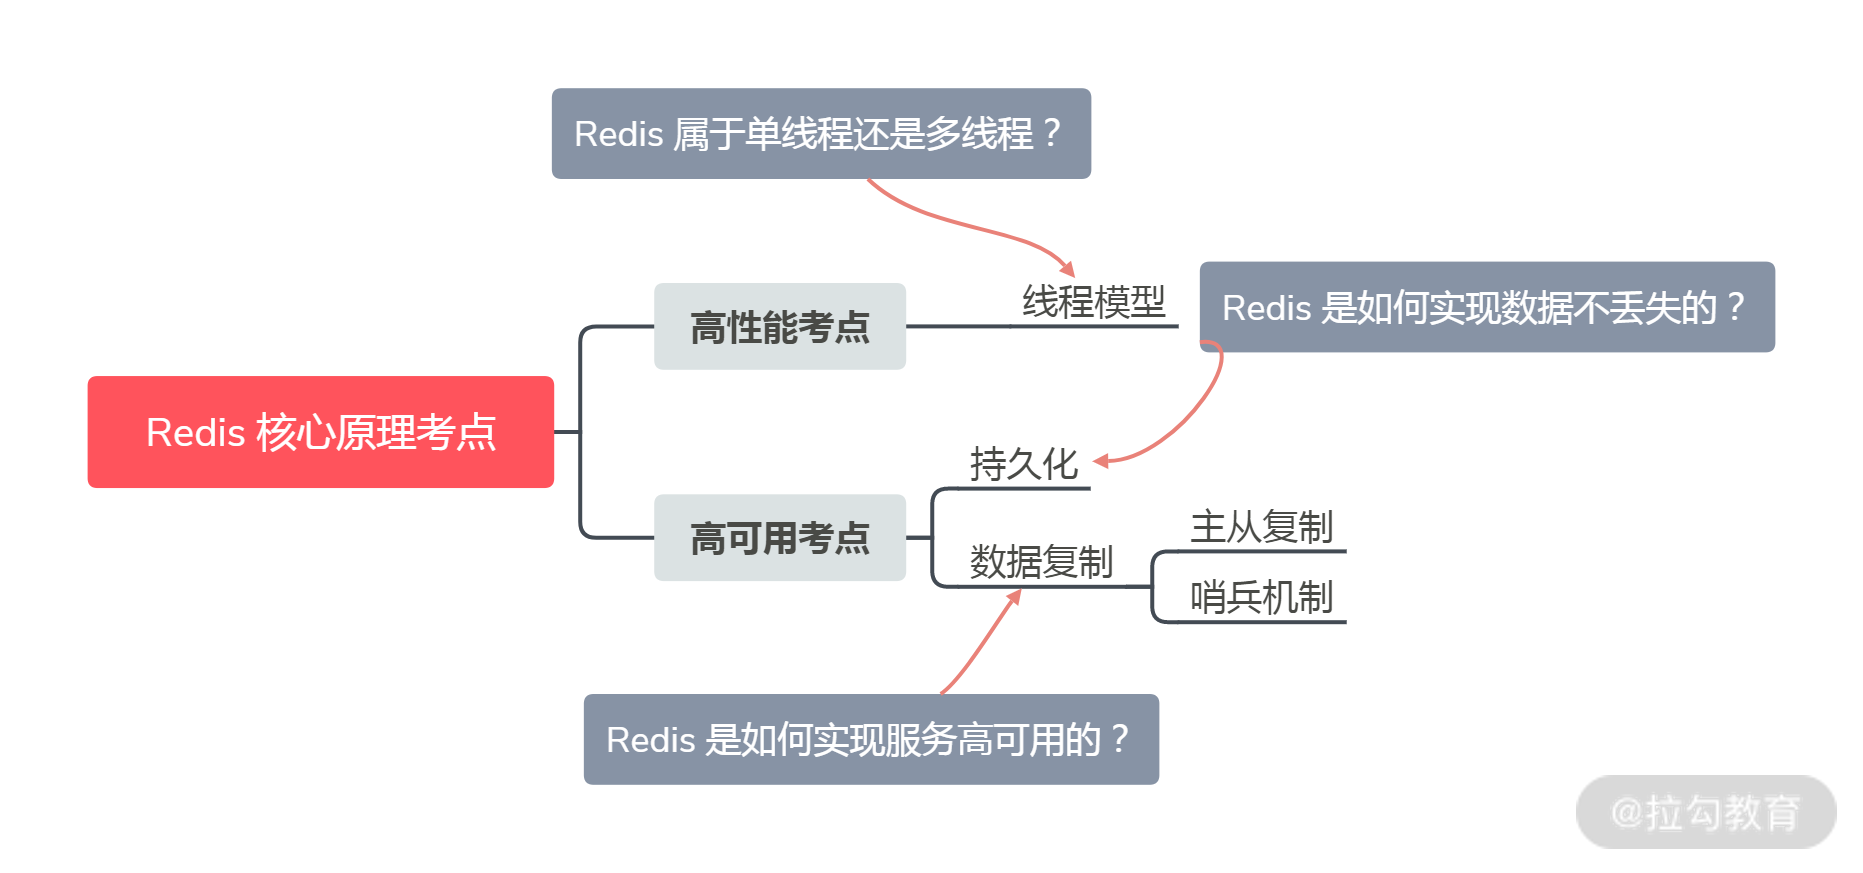 Redis 属于单线程还是多线程？
线程模型
Redis 是如何实现数据不丢失的？
高性能考点
Redis 核心原理考点
持久化
高可用考点
主从复制
数据复制
哨兵机制
Redis 是如何实现服务高可用的？
@拉勾教育